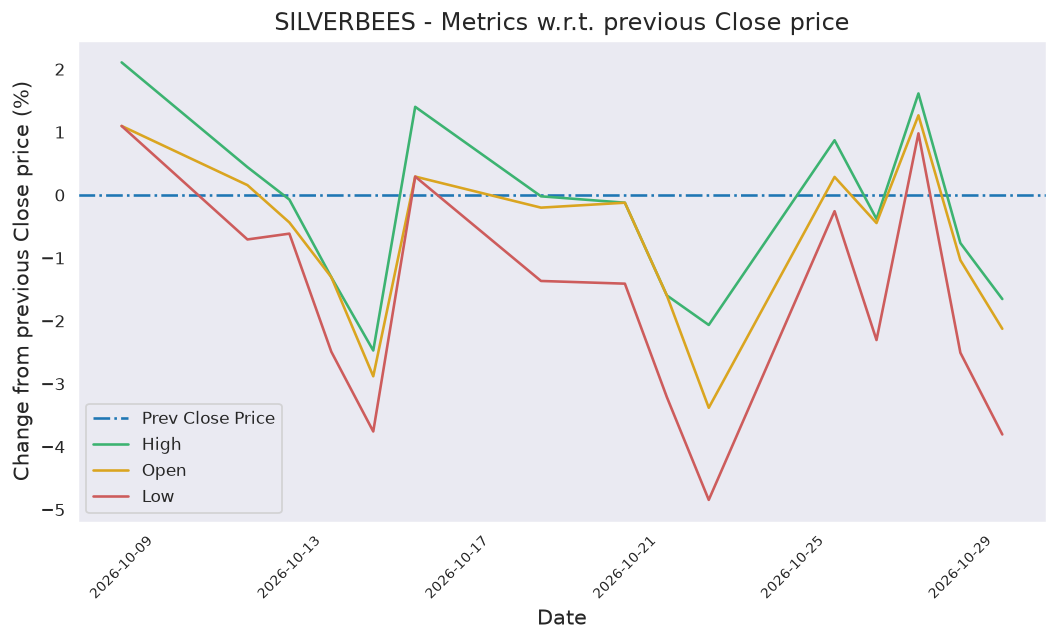 SILVERBEES - Metrics w.r.t. previous Close price
Change from previous Close price (%)
2
1
0
−1
−2
−3
−4
−5
Prev Close Price
High
Open
Low
2026-10-09
2026-10-13
2026-10-17
2026-10-21
2026-10-25
2026-10-29
Date